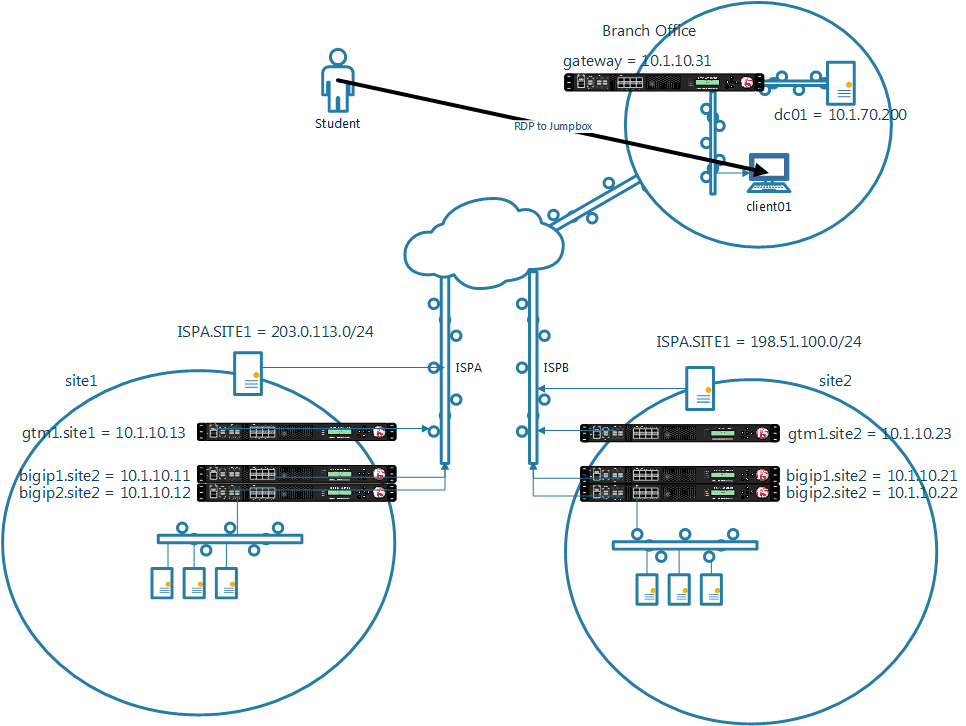 Branch Office
gateway = 10.1.10.31
dc01 = 10.1.70.200
Student
RDP to Jumpbox
client01
ISPA.SITE1 = 203.0.113.0/24
ISPA.SITE1 = 198.51.100.0/24
ISPA
ISPB
site1
site2
gtm1.site1 = 10.1.10.13
gtm1.site2 = 10.1.10.23
bigip1.site2 = 10.1.10.11
bigip2.site2 = 10.1.10.12
bigip1.site2 = 10.1.10.21
bigip2.site2 = 10.1.10.22